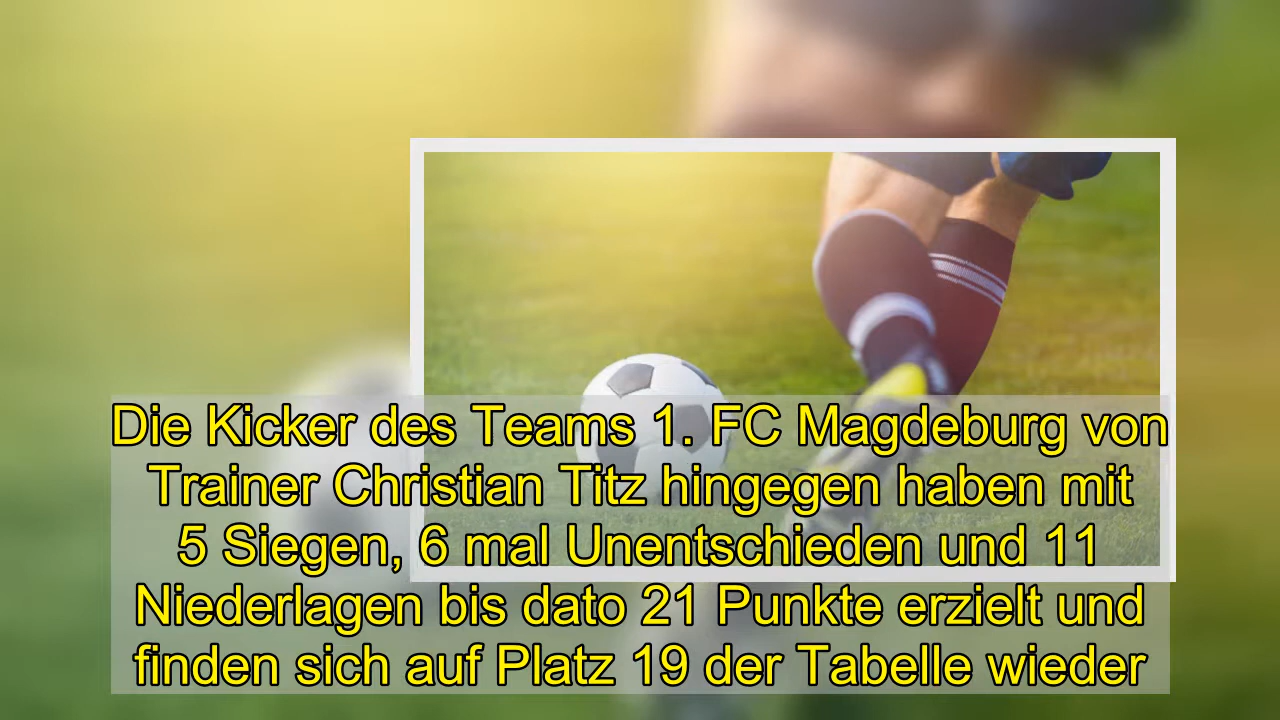 Die Kicker des Teams 1. FC Magdeburg von
Trainer Christian Titz hingegen haben mit
5 Siegen, 6 mal Unentschieden und 11
Niederlagen bis dato 21 Punkte erzielt und
finden sich auf Platz 19 der Tabelle wieder